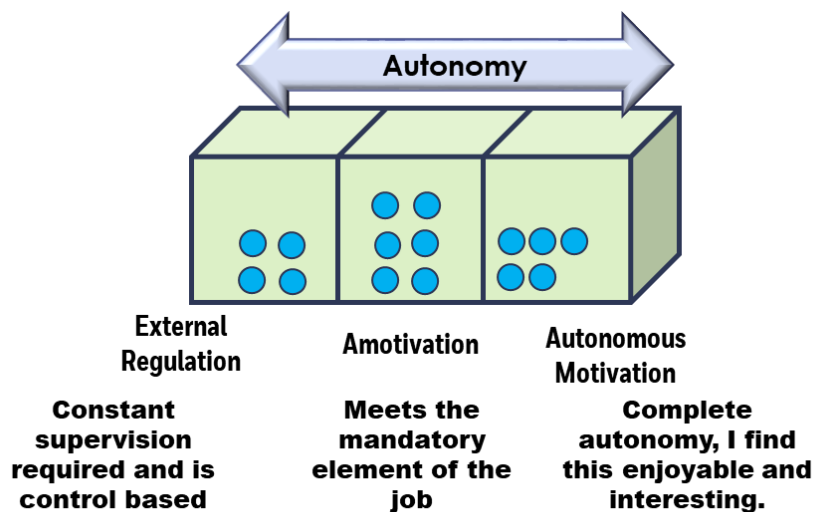 Autonomy
External
Regulation
Amotivation
Autonomous
Motivation
Constant
supervision
required and is
control based
Meets the
mandatory
element of the
job
Complete
autonomy, I find
this enjoyable and
interesting.